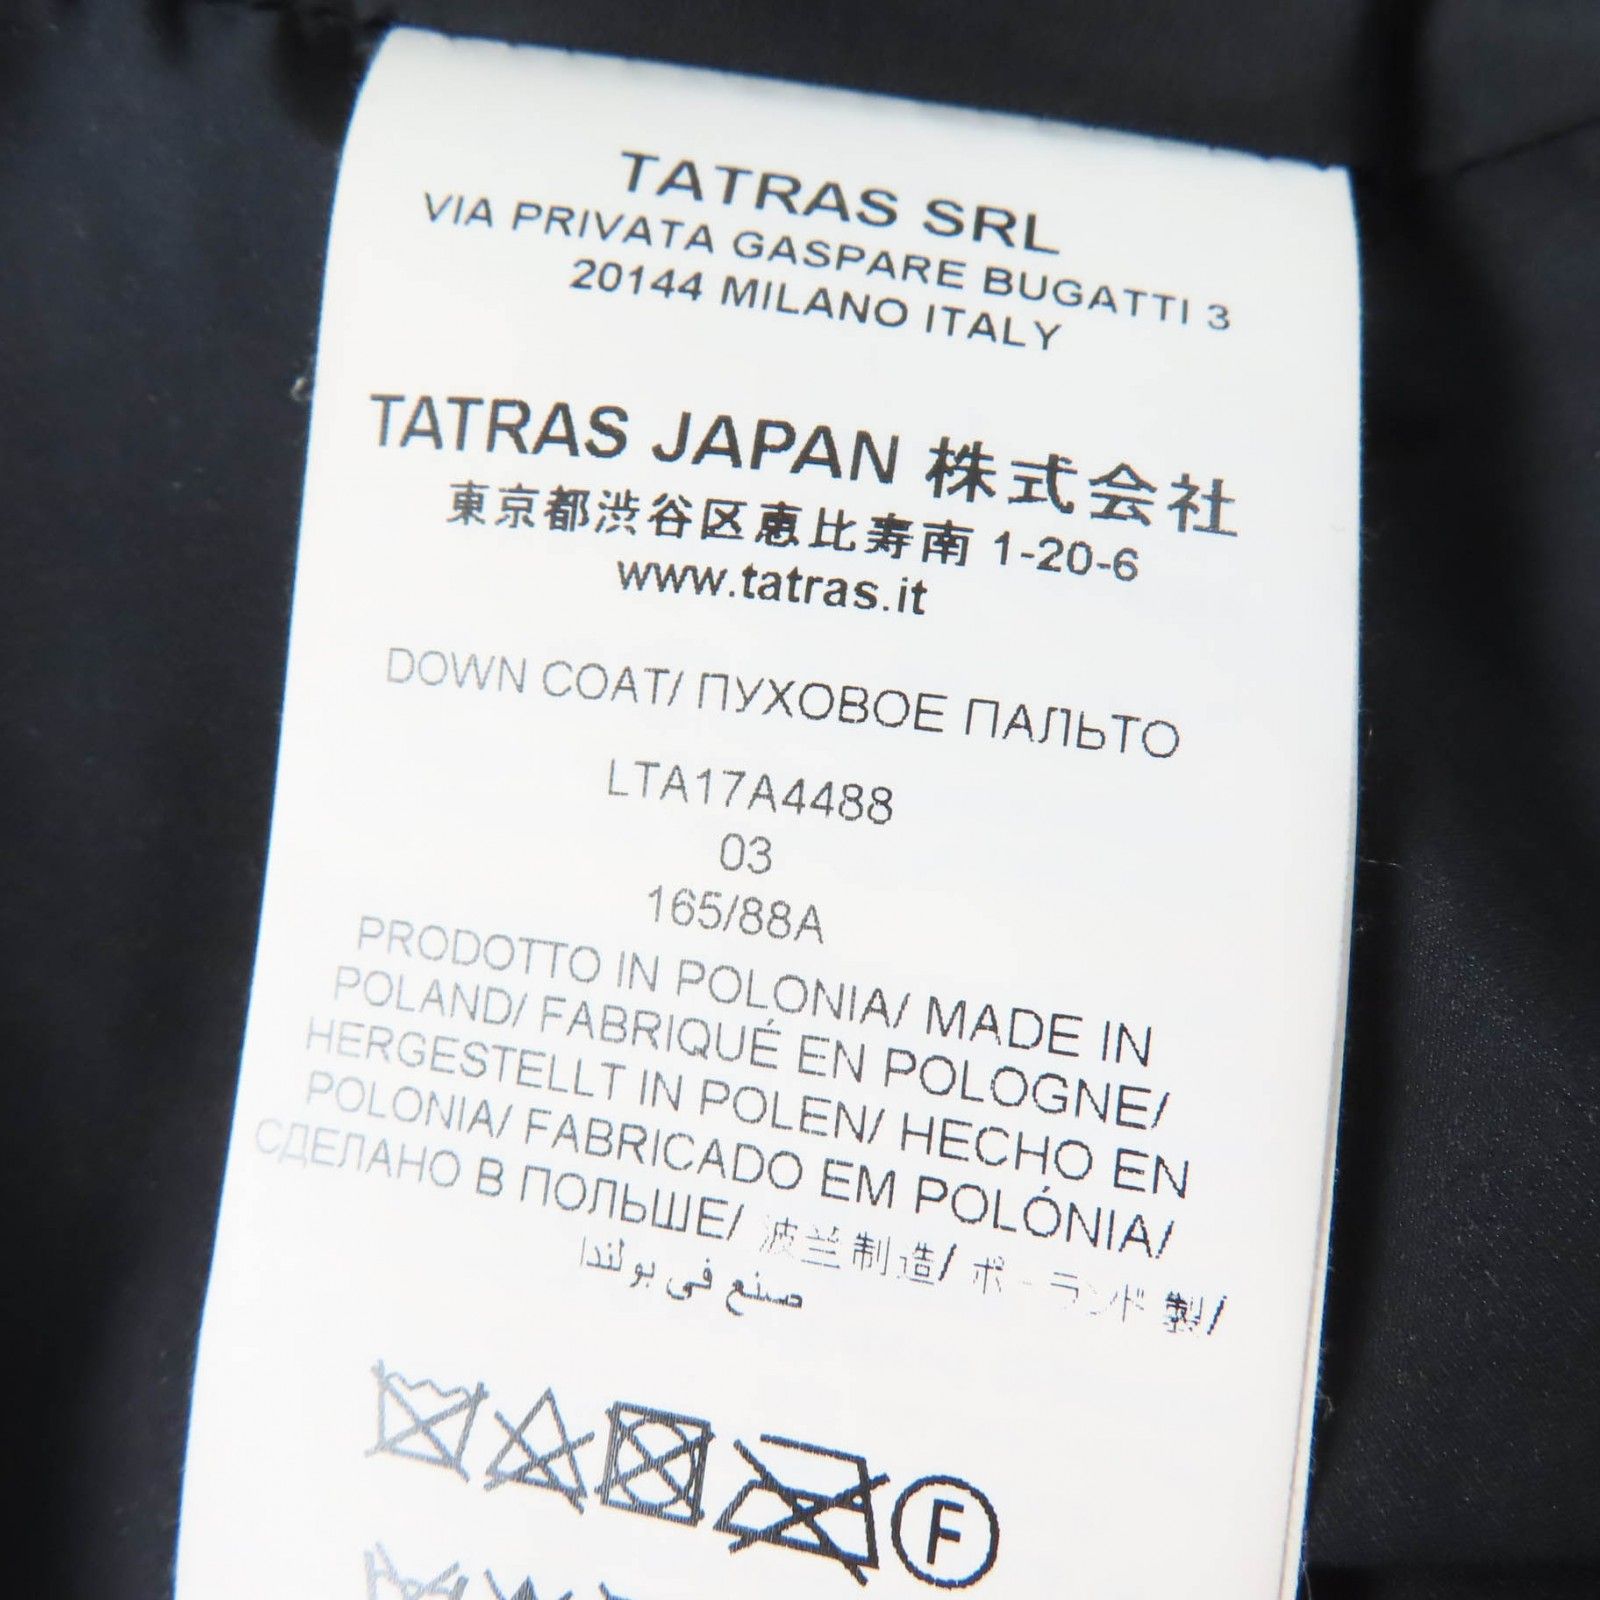 TATRAS SRL
VIA PRIVATA GASPARE BUGATTI 3
20144 MILANO ITALY
TATRAS JAPAN 株式会社
東京都渋谷区恵比寿南 1-20-6
www.tatras.it
DOWN COAT/ ПУХОВОЕ ПАЛЬТО
LTA17A4488
03
165/88A
PRODOTTO IN POLONIA/ MADE IN
POLAND/ FABRIQUÉ EN POLOGNE/
HERGESTELLT IN POLEN/ HECHO EN
POLONIA/ FABRICADO EM POLÓNIA/
СДЕЛАНО В ПОЛЬШЕ/ 波兰制造/ ポーランド製/
صنع في بولندا
F